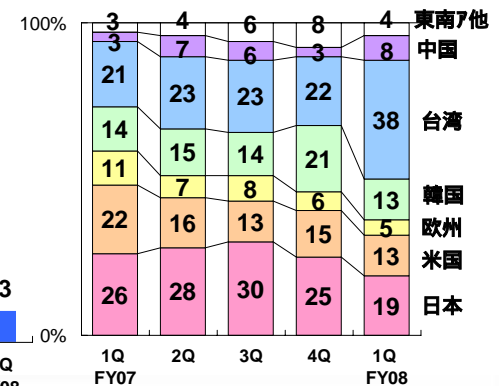 100%
3 4 6 8 4 東南ア他
3 7 6 3 8 中国
21 23 23 22 38 台湾
14 15 14 21 13 韓国
11 7 8 6 5 欧州
22 16 13 15 13 米国
26 28 30 25 19 日本
0%
3
Q
1Q 2Q 3Q 4Q 1Q
FY07 FY08